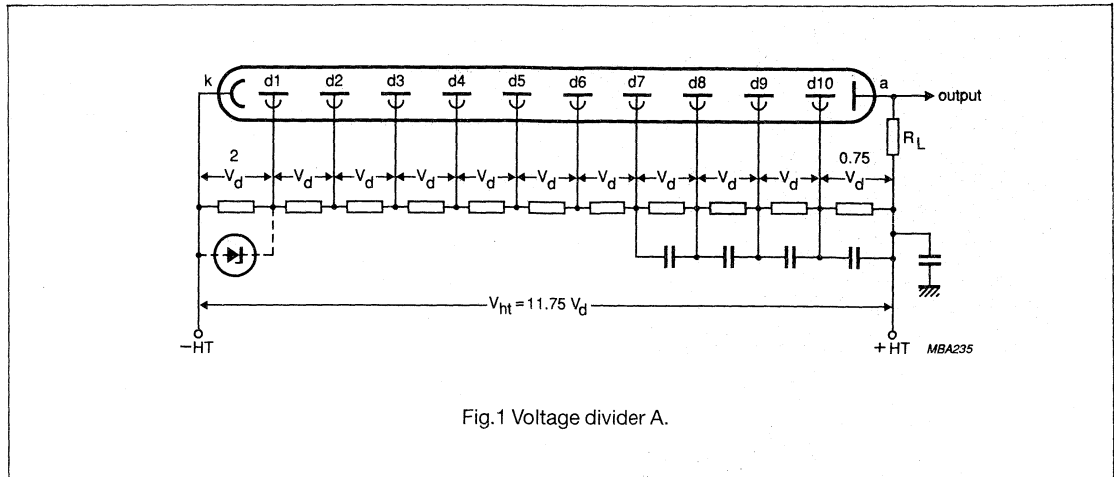 k d1 d2 d3 d4 d5 d6 d7 d8 d9 d10 a
output
R_L
2 0.75
V_d V_d V_d V_d V_d V_d V_d V_d V_d V_d V_d
V_ht = 11.75 V_d
−HT +HT MBA235
Fig.1 Voltage divider A.